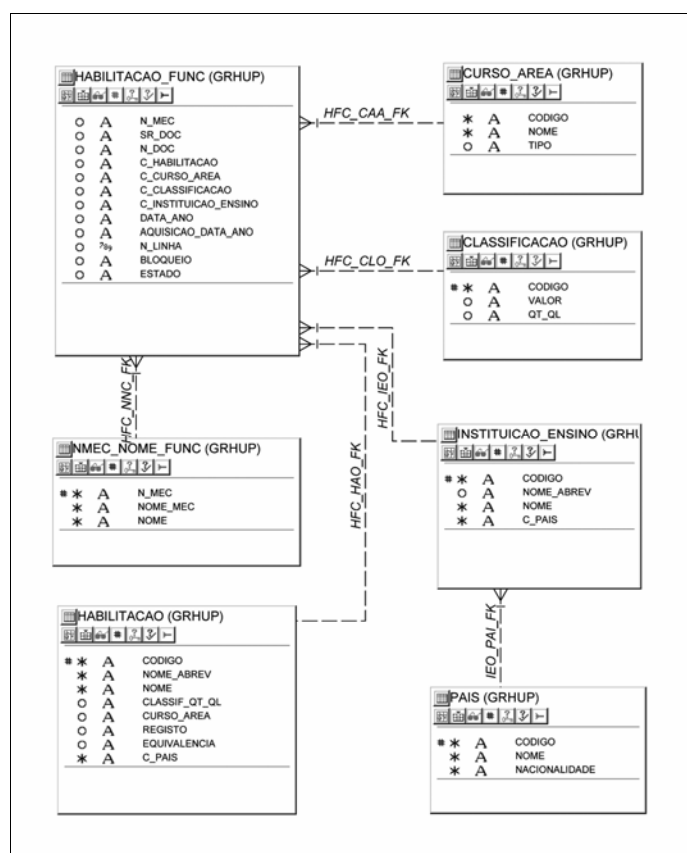 HABILITACAO_FUNC (GRHUP)
N_MEC
SR_DOC
N_DOC
C_HABILITACAO
C_CURSO_AREA
C_CLASSIFICACAO
C_INSTITUICAO_ENSINO
DATA_ANO
AQUISICAO_DATA_ANO
N_LINHA
BLOQUEIO
ESTADO
HFC_CAA_FK
CURSO_AREA (GRHUP)
* A CODIGO
* A NOME
A TIPO
HFC_CLO_FK
CLASSIFICACAO (GRHUP)
# * A CODIGO
A VALOR
A QT_QL
HFC_NNC_FK
HFC_HAO_FK
HFC_IEO_FK
NMEC_NOME_FUNC (GRHUP)
# * A N_MEC
* A NOME_MEC
* A NOME
INSTITUICAO_ENSINO (GRHU
# * A CODIGO
A NOME_ABREV
* A NOME
* A C_PAIS
HABILITACAO (GRHUP)
# * A CODIGO
* A NOME_ABREV
* A NOME
A CLASSIF_QT_QL
A CURSO_AREA
A REGISTO
A EQUIVALENCIA
* A C_PAIS
IEO_PAI_FK
PAIS (GRHUP)
# * A CODIGO
* A NOME
* A NACIONALIDADE